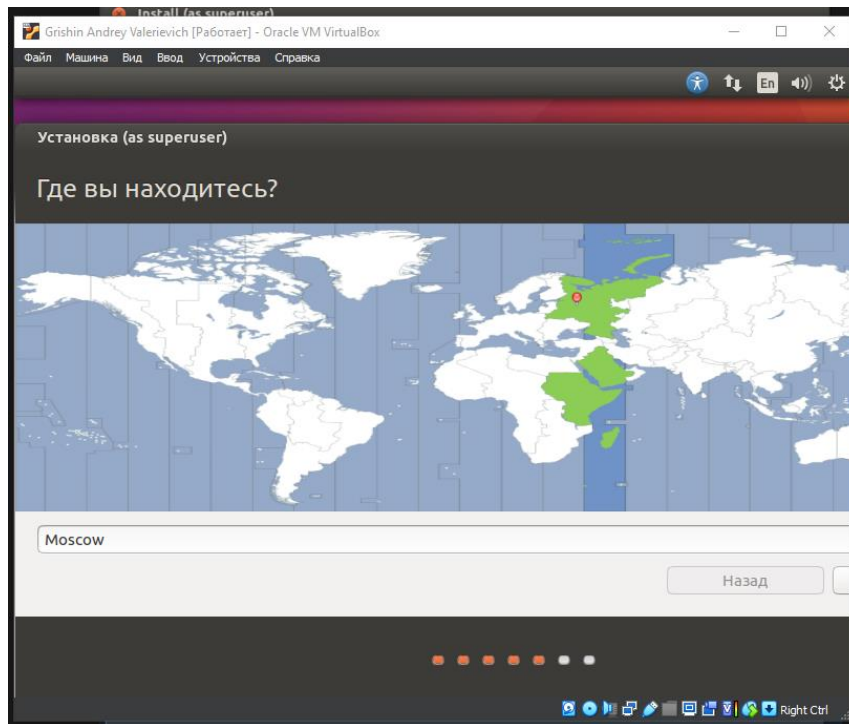 Install (as superuser)
Grishin Andrey Valerievich [Работает] - Oracle VM VirtualBox
Файл Машина Вид Ввод Устройства Справка
En
Установка (as superuser)
Где вы находитесь?
Moscow
Назад
Right Ctrl